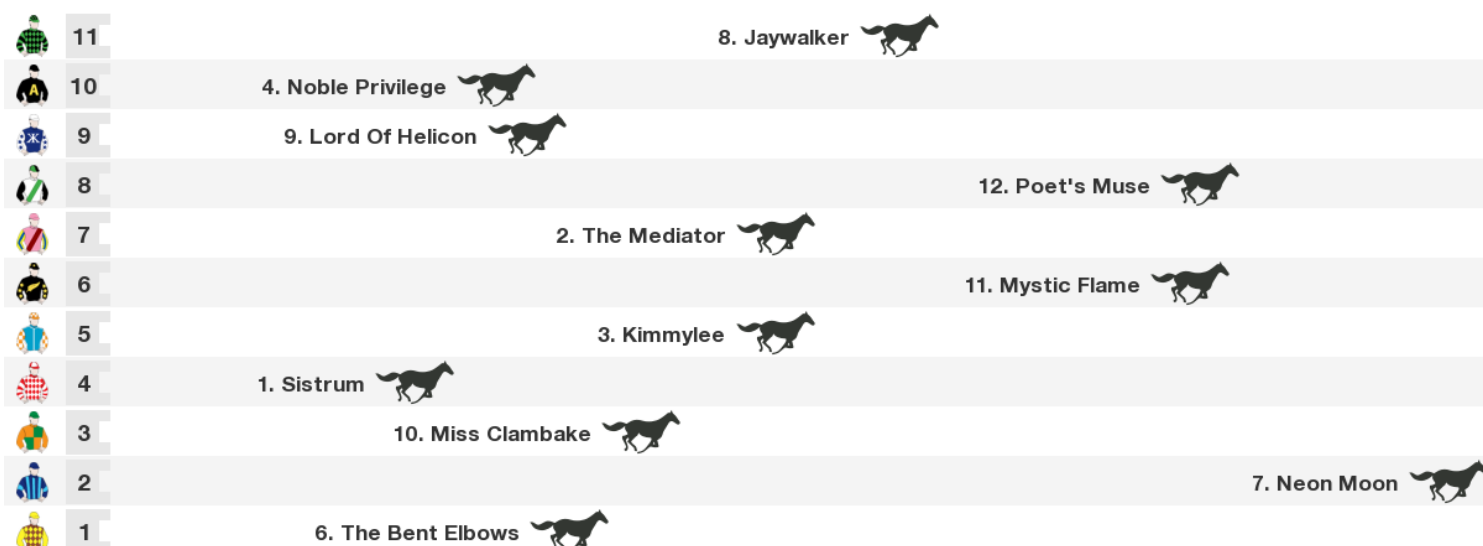 11 8. Jaywalker
A 10 4. Noble Privilege
Ж 9 9. Lord Of Helicon
8 12. Poet's Muse
7 2. The Mediator
6 11. Mystic Flame
5 3. Kimmylee
4 1. Sistrum
3 10. Miss Clambake
2 7. Neon Moon
1 6. The Bent Elbows